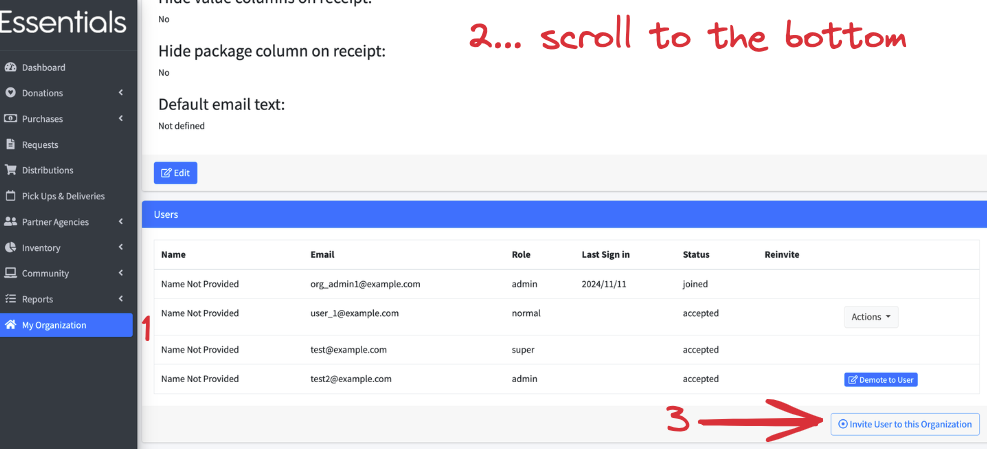 Essentials
Dashboard
Donations
Purchases
Requests
Distributions
Pick Ups & Deliveries
Partner Agencies
Inventory
Community
Reports
My Organization
1
Hide value columns on receipt:
No
2... scroll to the bottom
Hide package column on receipt:
No
Default email text:
Not defined
Edit
Users
Name Email Role Last Sign in Status Reinvite
Name Not Provided org_admin1@example.com admin 2024/11/11 joined
Name Not Provided user_1@example.com normal accepted Actions
Name Not Provided test@example.com super accepted
Name Not Provided test2@example.com admin accepted Demote to User
3
Invite User to this Organization